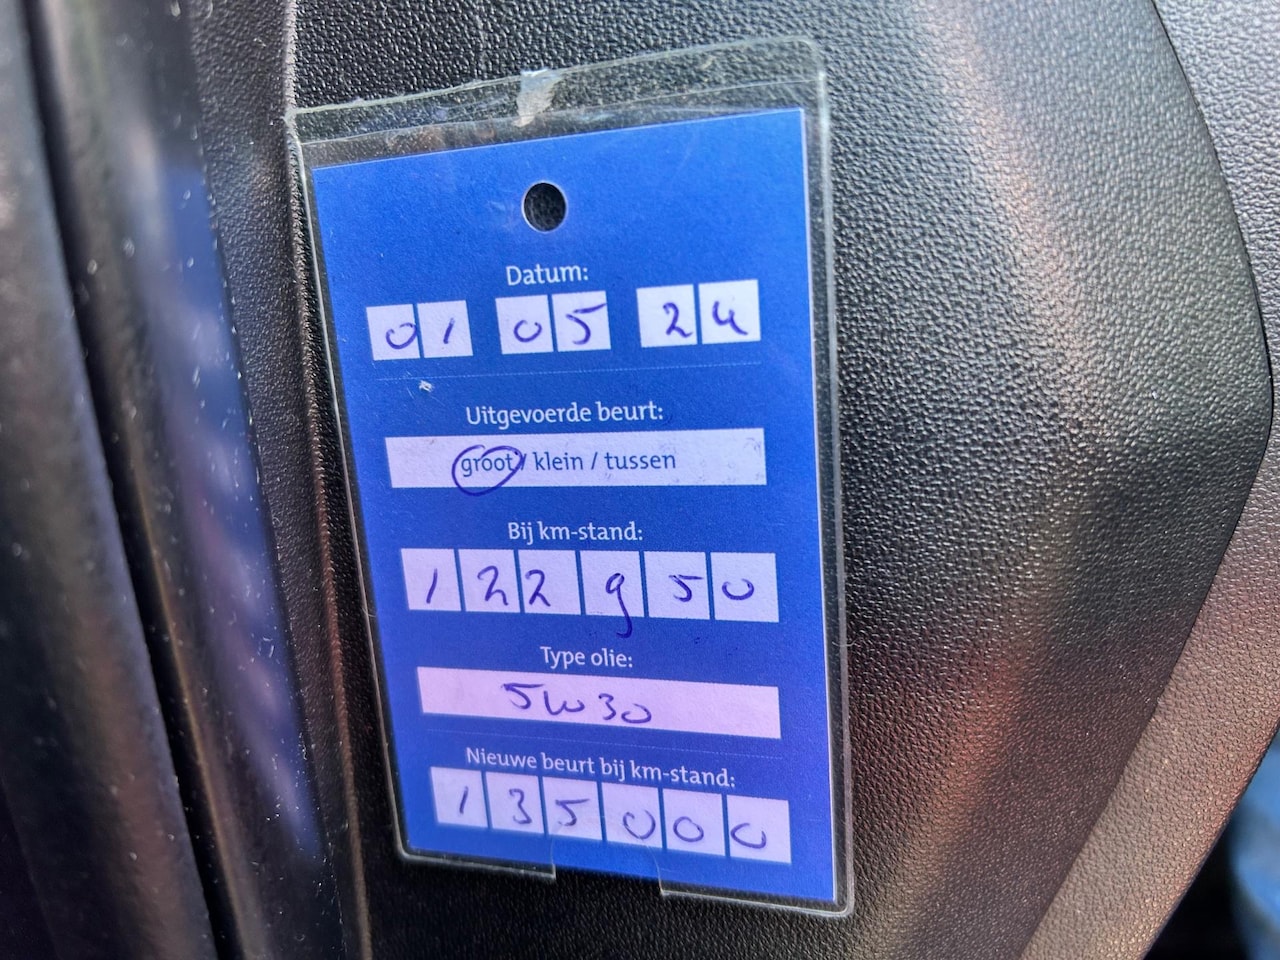 Datum:
01 05 24
Uitgevoerde beurt:
groot / klein / tussen
Bij km-stand:
122950
Type olie:
5w30
Nieuwe beurt bij km-stand:
135000